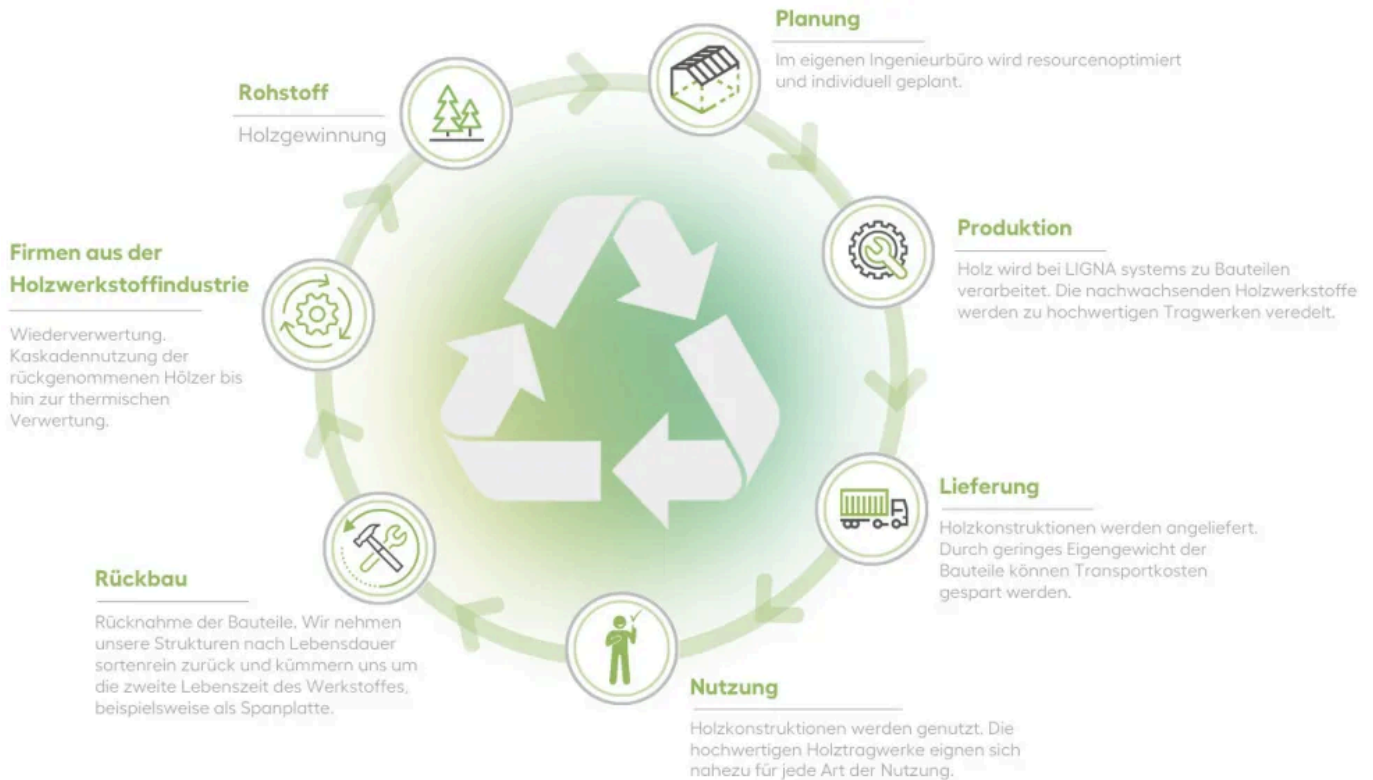 Planung
Im eigenen Ingenieurbüro wird resourcenoptimiert
und individuell geplant.
Rohstoff
Holzgewinnung
Produktion
Holz wird bei LIGNA systems zu Bauteilen
verarbeitet. Die nachwachsenden Holzwerkstoffe
werden zu hochwertigen Tragwerken veredelt.
Firmen aus der
Holzwerkstoffindustrie
Wiederverwertung.
Kaskadennutzung der
rückgenommenen Hölzer bis
hin zur thermischen
Verwertung.
Lieferung
Holzkonstruktionen werden angeliefert.
Durch geringes Eigengewicht der
Bauteile können Transportkosten
gespart werden.
Rückbau
Rücknahme der Bauteile. Wir nehmen
unsere Strukturen nach Lebensdauer
sortenrein zurück und kümmern uns um
die zweite Lebenszeit des Werkstoffes,
beispielsweise als Spanplatte.
Nutzung
Holzkonstruktionen werden genutzt. Die
hochwertigen Holztragwerke eignen sich
nahezu für jede Art der Nutzung.